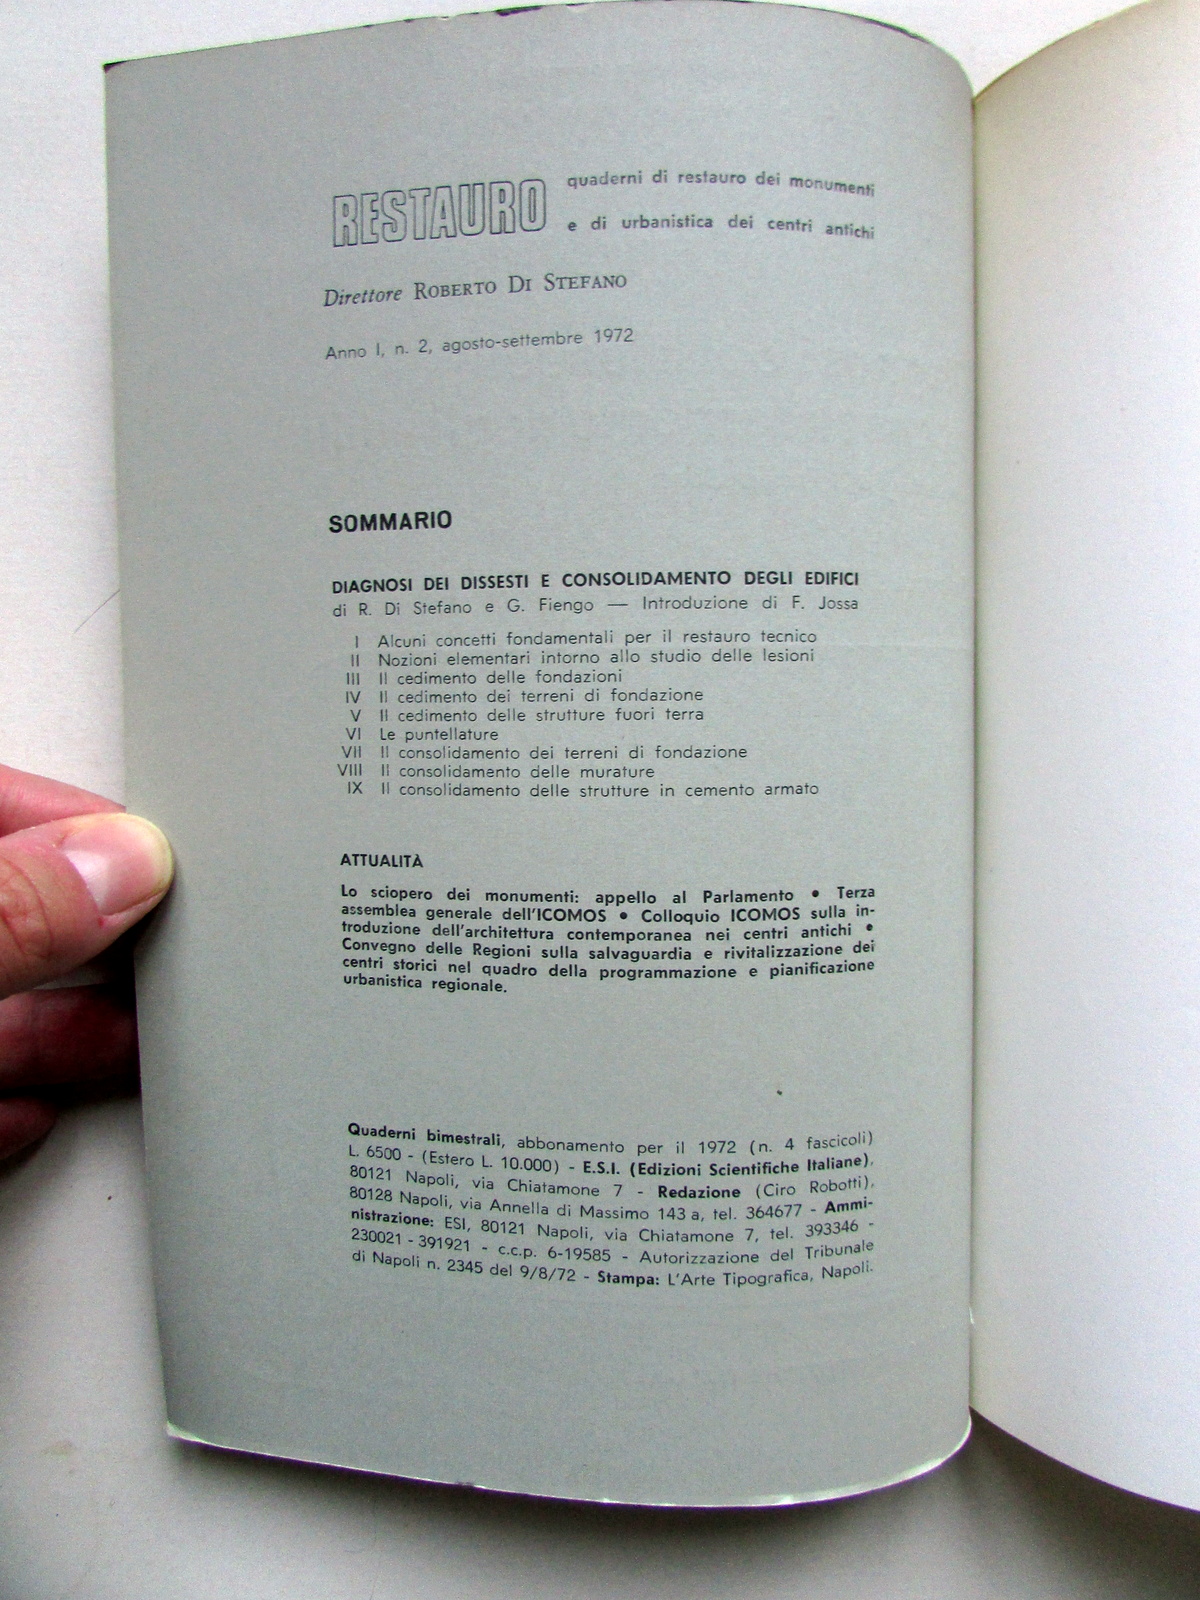 RESTAURO
quaderni di restauro dei monumenti
e di urbanistica dei centri antichi
Direttore ROBERTO DI STEFANO
Anno I, n. 2, agosto-settembre 1972
SOMMARIO
DIAGNOSI DEI DISSESTI E CONSOLIDAMENTO DEGLI EDIFICI
di R. Di Stefano e G. Fiengo — Introduzione di F. Jossa
I Alcuni concetti fondamentali per il restauro tecnico
II Nozioni elementari intorno allo studio delle lesioni
III Il cedimento delle fondazioni
IV Il cedimento dei terreni di fondazione
V Il cedimento delle strutture fuori terra
VI Le puntellature
VII Il consolidamento dei terreni di fondazione
VIII Il consolidamento delle murature
IX Il consolidamento delle strutture in cemento armato
ATTUALITÀ
Lo sciopero dei monumenti: appello al Parlamento • Terza
assemblea generale dell'ICOMOS • Colloquio ICOMOS sulla in-
troduzione dell'architettura contemporanea nei centri antichi •
Convegno delle Regioni sulla salvaguardia e rivitalizzazione dei
centri storici nel quadro della programmazione e pianificazione
urbanistica regionale.
Quaderni bimestrali, abbonamento per il 1972 (n. 4 fascicoli)
L. 6500 - (Estero L. 10.000) - E.S.I. (Edizioni Scientifiche Italiane),
80121 Napoli, via Chiatamone 7 - Redazione (Ciro Robotti),
80128 Napoli, via Annella di Massimo 143 a, tel. 364677 - Ammi-
nistrazione: ESI, 80121 Napoli, via Chiatamone 7, tel. 393346 -
230021 - 391921 - c.c.p. 6-19585 - Autorizzazione del Tribunale
di Napoli n. 2345 del 9/8/72 - Stampa: L'Arte Tipografica, Napoli.